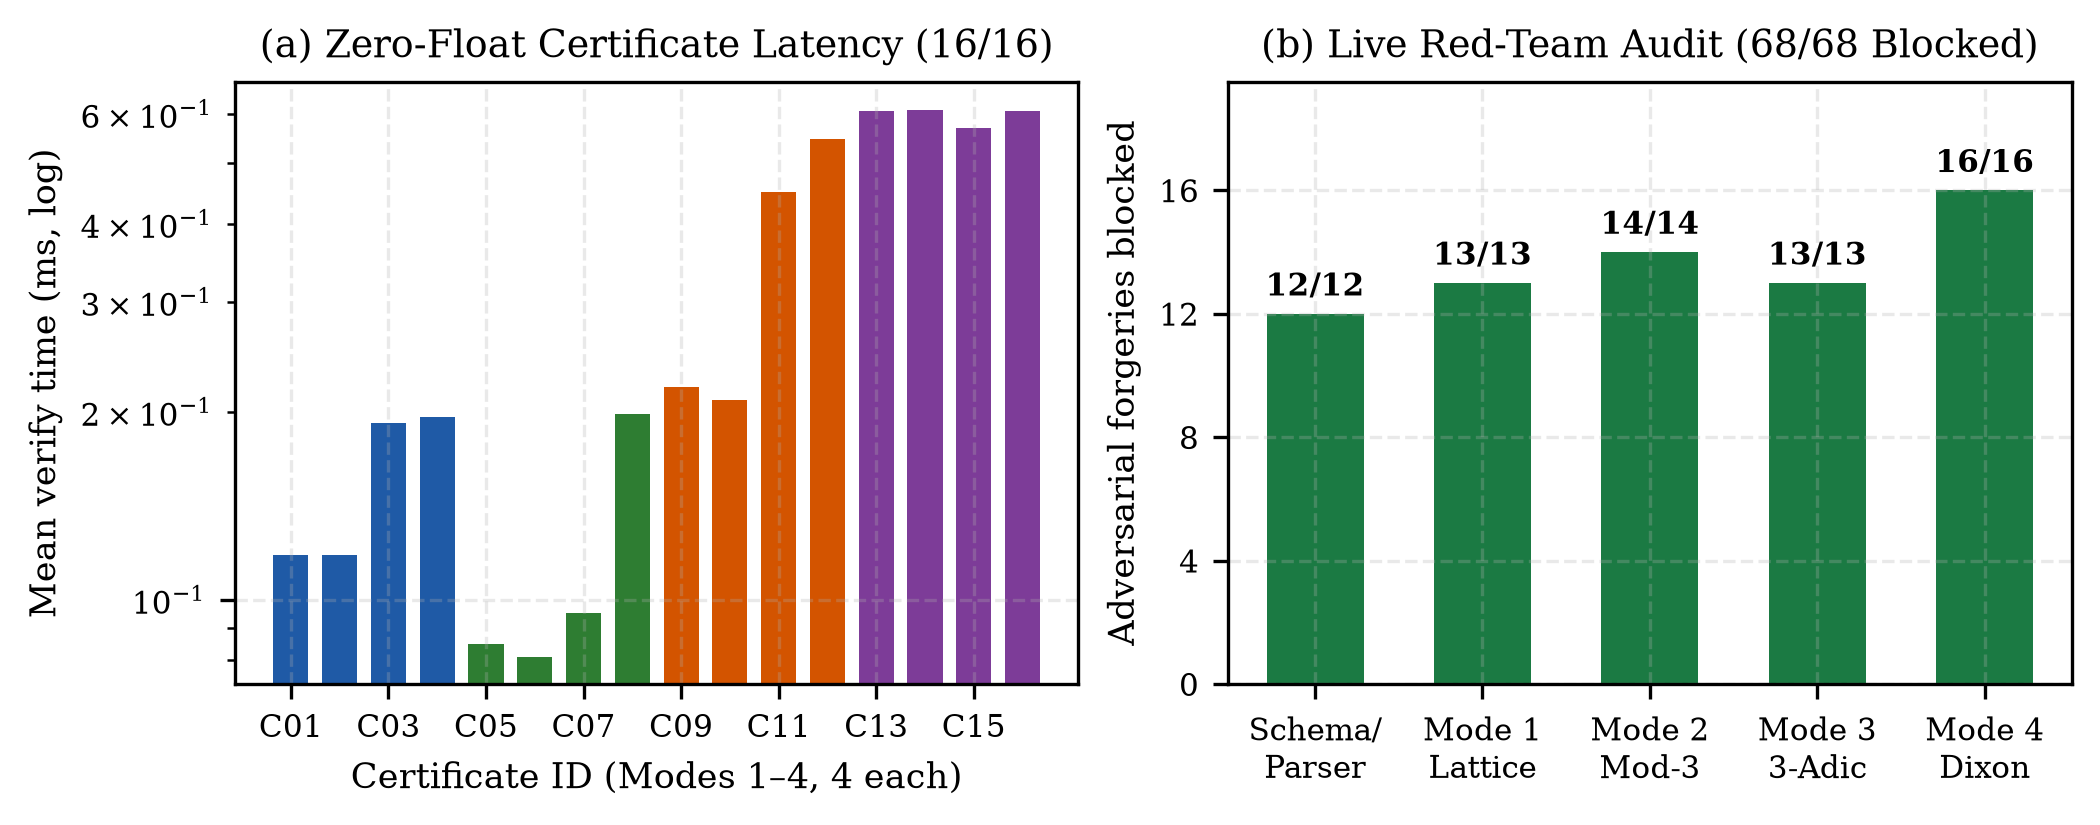 (a) Zero-Float Certificate Latency (16/16)
Mean verify time (ms, log)
6 × 10⁻¹
4 × 10⁻¹
3 × 10⁻¹
2 × 10⁻¹
10⁻¹
C01 C03 C05 C07 C09 C11 C13 C15
Certificate ID (Modes 1–4, 4 each)
(b) Live Red-Team Audit (68/68 Blocked)
Adversarial forgeries blocked
16
12
8
4
0
12/12
13/13
14/14
13/13
16/16
Schema/
Parser
Mode 1
Lattice
Mode 2
Mod-3
Mode 3
3-Adic
Mode 4
Dixon